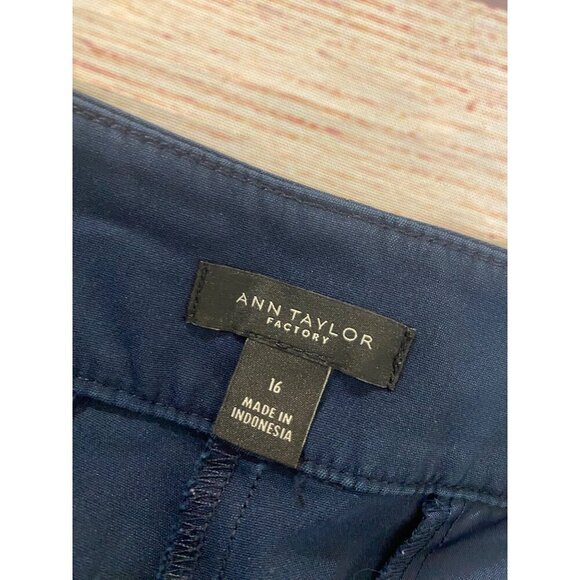 ANN TAYLOR
FACTORY
16
MADE IN
INDONESIA